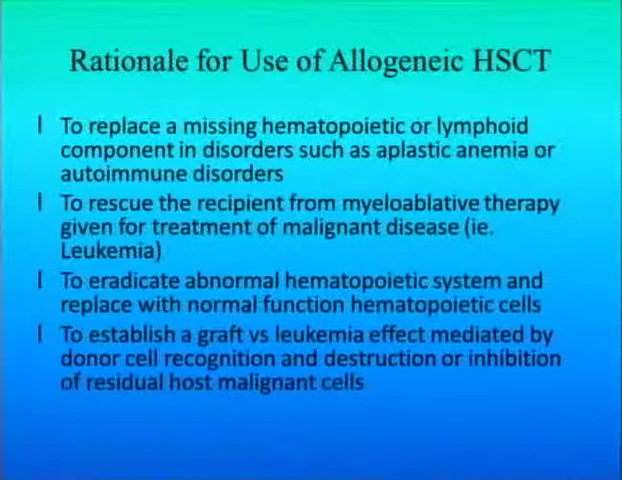 Rationale for Use of Allogeneic HSCT
l To replace a missing hematopoietic or lymphoid
component in disorders such as aplastic anemia or
autoimmune disorders
l To rescue the recipient from myeloablative therapy
given for treatment of malignant disease (ie.
Leukemia)
l To eradicate abnormal hematopoietic system and
replace with normal function hematopoietic cells
l To establish a graft vs leukemia effect mediated by
donor cell recognition and destruction or inhibition
of residual host malignant cells